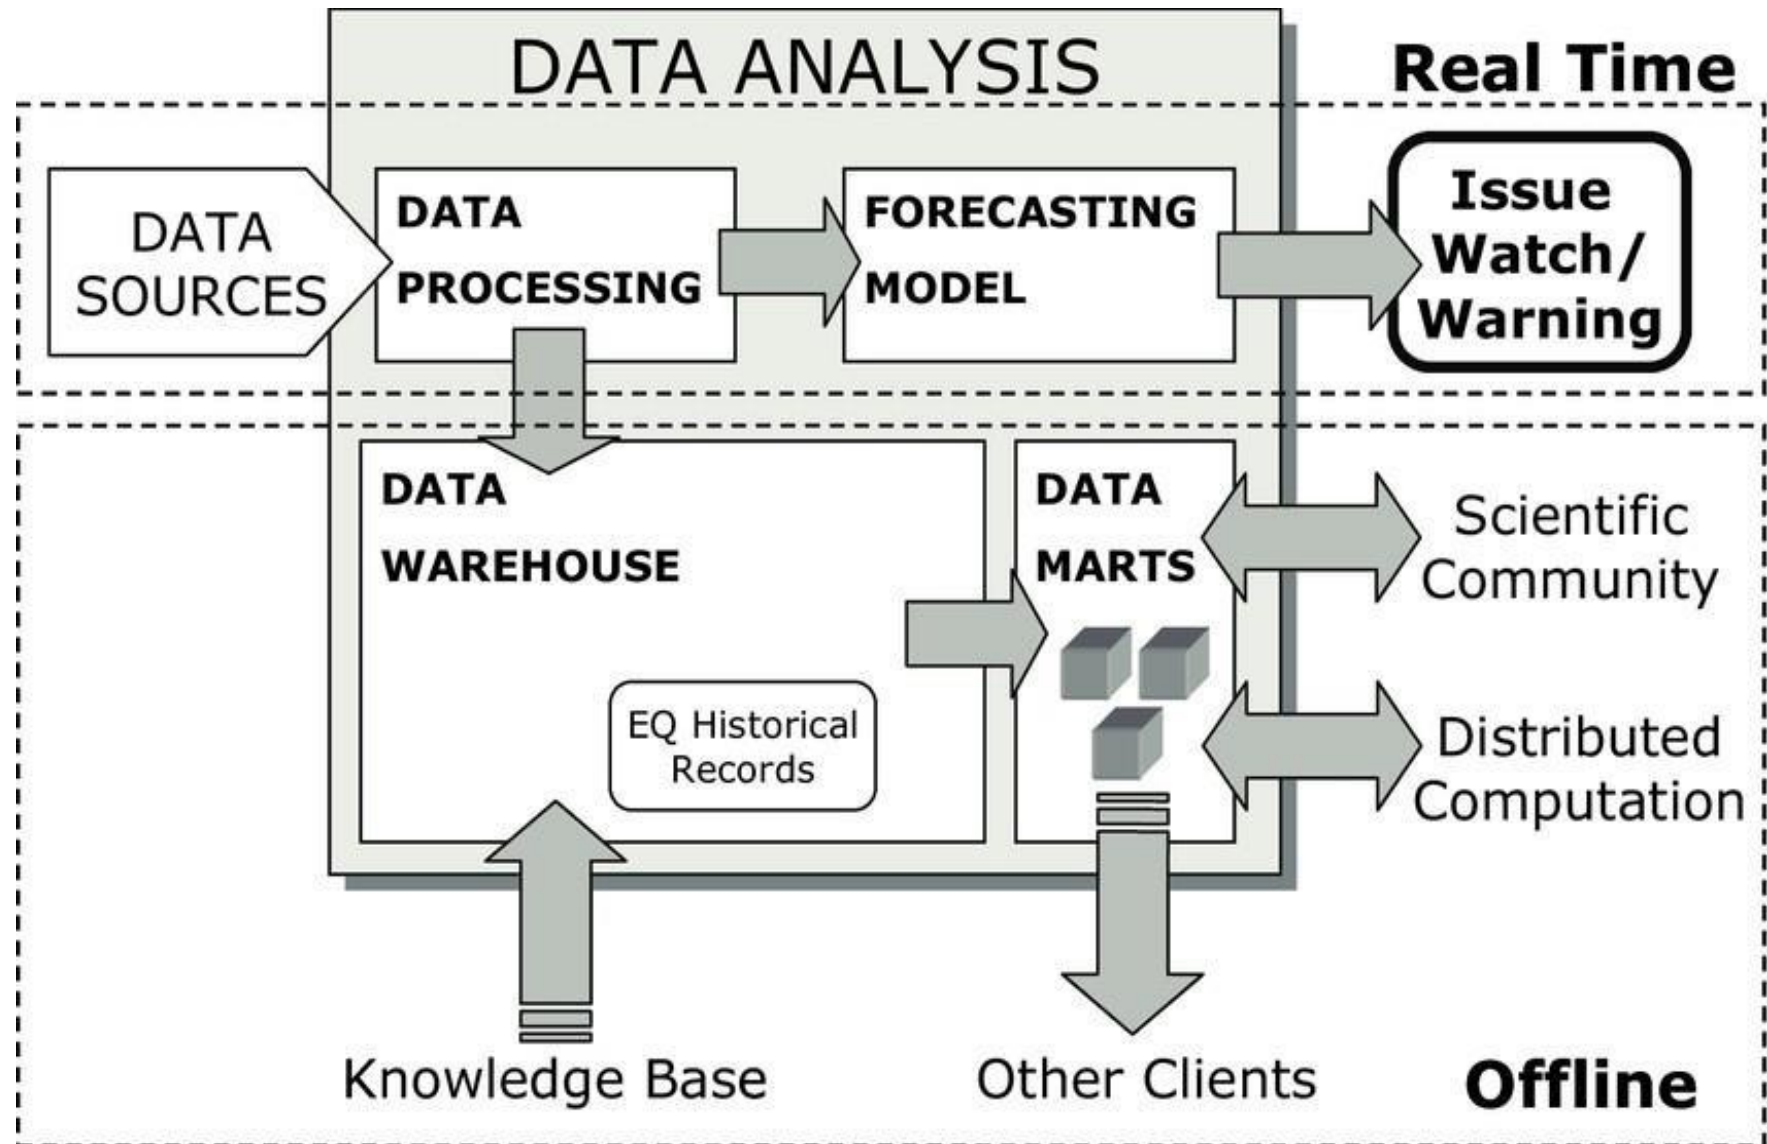 DATA ANALYSIS
Real Time
DATA
SOURCES
DATA
PROCESSING
FORECASTING
MODEL
Issue
Watch/
Warning
DATA
WAREHOUSE
EQ Historical
Records
DATA
MARTS
Scientific
Community
Distributed
Computation
Knowledge Base
Other Clients
Offline